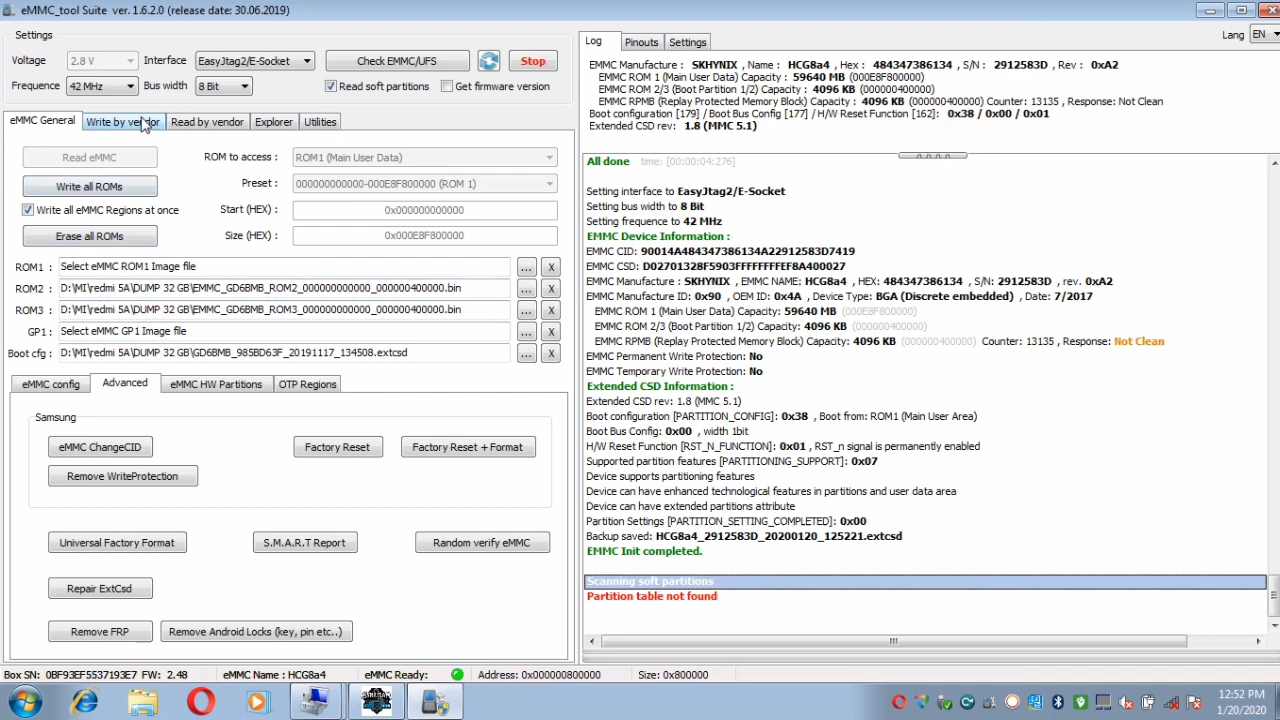 eMMC_tool Suite ver. 1.6.2.0 (release date: 30.06.2019)
Settings
Voltage 2.8 V Interface EasyJtag2/E-Socket Check EMMC/UFS Stop
Frequency 42 MHz Bus width 8 Bit Read soft partitions Get firmware version
eMMC General Write by vendor Read by vendor Explorer Utilities
Read eMMC ROM to access : ROM1 (Main User Data)
Write all ROMs Preset : 000000000000-000E8F800000 (ROM 1)
Write all eMMC Regions at once Start (HEX) : 0x000000000000
Erase all ROMs Size (HEX) : 0x000E8F800000
ROM1 : Select eMMC ROM1 Image file ... X
ROM2 : D:\MI\redmi 5A\DUMP 32 GB\EMMC_GD6BMB_ROM2_000000000000_000000400000.bin ... X
ROM3 : D:\MI\redmi 5A\DUMP 32 GB\EMMC_GD6BMB_ROM3_000000000000_000000400000.bin ... X
GP1 : Select eMMC GP1 Image file ... X
Boot cfg : D:\MI\redmi 5A\DUMP 32 GB\GD6BMB_985BD63F_20191117_134508.extcsd ... X
eMMC config Advanced eMMC HW Partitions OTP Regions
Samsung
eMMC ChangeCID Factory Reset Factory Reset + Format
Remove WriteProtection
Universal Factory Format S.M.A.R.T Report Random verify eMMC
Repair ExtCsd
Remove FRP Remove Android Locks (key, pin etc..)
Log Pinouts Settings Lang EN
EMMC Manufacture : SKHYNIX , Name : HCG8a4 , Hex : 484347386134 , S/N : 2912583D , Rev : 0xA2
EMMC ROM 1 (Main User Data) Capacity : 59640 MB (000E8F800000)
EMMC ROM 2/3 (Boot Partition 1/2) Capacity : 4096 KB (000000400000)
EMMC RPMB (Replay Protected Memory Block) Capacity : 4096 KB (000000400000) Counter: 13135, Response: Not Clean
Boot configuration [179] / Boot Bus Config [177] / H/W Reset Function [162] : 0x38 / 0x00 / 0x01
Extended CSD rev : 1.8 (MMC 5.1)
All done time: [00:00:04:276]
Setting interface to EasyJtag2/E-Socket
Setting bus width to 8 Bit
Setting frequency to 42 MHz
EMMC Device Information :
EMMC CID: 90014A484347386134A22912583D7419
EMMC CSD: D02701328F5903FFFFFFFFEF8A400027
EMMC Manufacture : SKHYNIX , EMMC NAME: HCG8a4 , HEX: 484347386134 , S/N: 2912583D , rev. 0xA2
EMMC Manufacture ID: 0x90 , OEM ID: 0x4A , Device Type: BGA (Discrete embedded) , Date: 7/2017
EMMC ROM 1 (Main User Data) Capacity: 59640 MB (000E8F800000)
EMMC ROM 2/3 (Boot Partition 1/2) Capacity: 4096 KB (000000400000)
EMMC RPMB (Replay Protected Memory Block) Capacity: 4096 KB (000000400000) Counter: 13135, Response: Not Clean
EMMC Permanent Write Protection: No
EMMC Temporary Write Protection: No
Extended CSD Information :
Extended CSD rev: 1.8 (MMC 5.1)
Boot configuration [PARTITION_CONFIG]: 0x38 , Boot from: ROM1 (Main User Area)
Boot Bus Config: 0x00 , width 1bit
H/W Reset Function [RST_N_FUNCTION]: 0x01 , RST_n signal is permanently enabled
Supported partition features [PARTITIONING_SUPPORT]: 0x07
Device supports partitioning features
Device can have enhanced technological features in partitions and user data area
Device can have extended partitions attribute
Partition Settings [PARTITION_SETTING_COMPLETED]: 0x00
Backup saved: HCG8a4_2912583D_20200120_125221.extcsd
EMMC Init completed.
Scanning soft partitions
Partition table not found
Box SN: 0BF93EF5537193E7 FW: 2.48 eMMC Name : HCG8a4 eMMC Ready: Address: 0x000000800000 Size: 0x800000
12:52 PM
1/20/2020